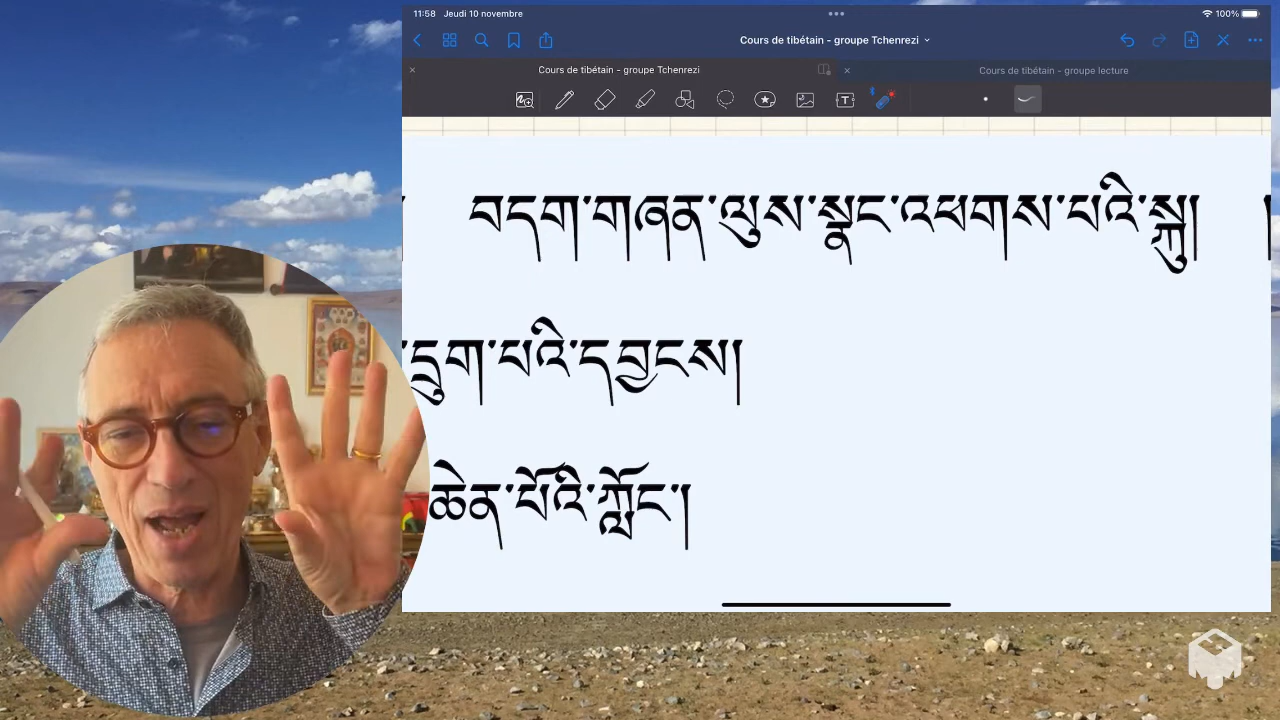 11:58 Jeudi 10 novembre
100%
Cours de tibétain - groupe Tchenrezi
Cours de tibétain - groupe Tchenrezi
Cours de tibétain - groupe lecture
བདག་གཞན་ལུས་སྣང་འཕགས་པའི་སྐུ།
་དྲུག་པའི་དབྱངས།
ཆེན་པོའི་ཀློང་།